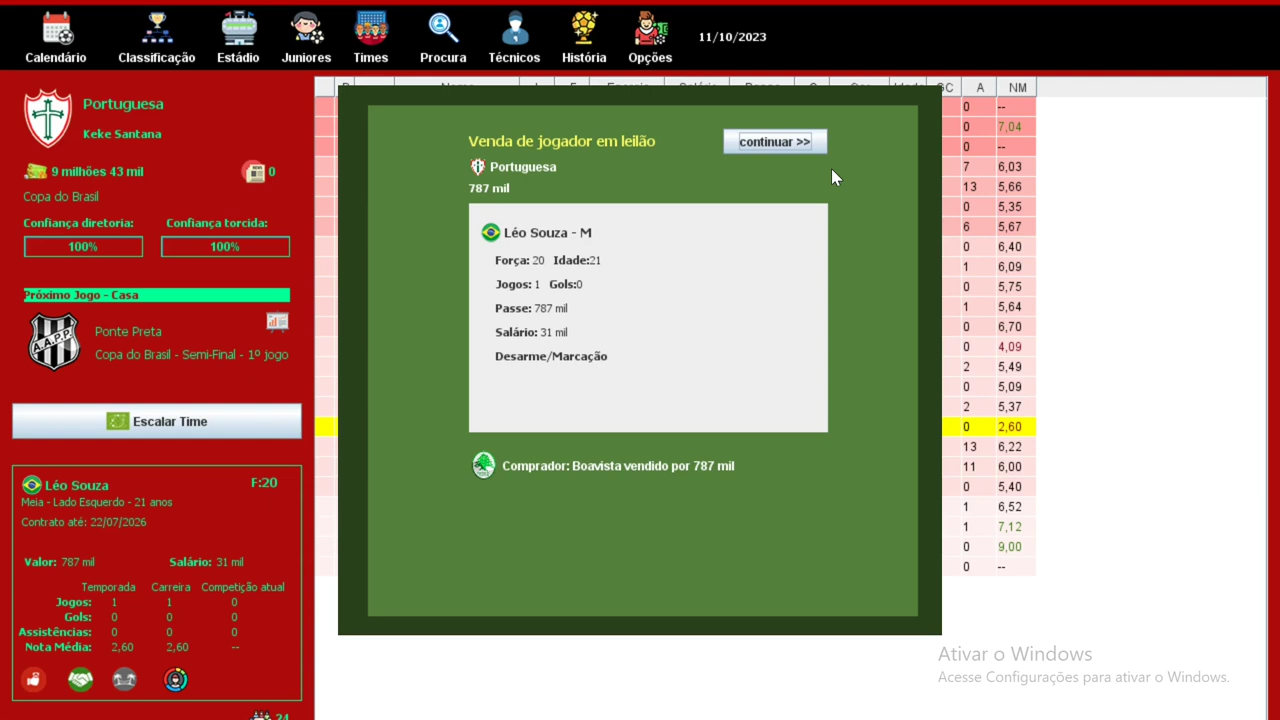 Calendário Classificação Estádio Juniores Times Procura Técnicos História Opções 11/10/2023
Portuguesa
Keke Santana
9 milhões 43 mil 0
Copa do Brasil
Confiança diretoria: Confiança torcida:
100% 100%
Próximo Jogo - Casa
Ponte Preta
Copa do Brasil - Semi-Final - 1º jogo
Escalar Time
Léo Souza F:20
Meia - Lado Esquerdo - 21 anos
Contrato até: 22/07/2026
Valor: 787 mil Salário: 31 mil
Temporada Carreira Competição atual
Jogos: 1 1 0
Gols: 0 0 0
Assistências: 0 0 0
Nota Média: 2,60 2,60 --
24
Venda de jogador em leilão continuar >>
Portuguesa
787 mil
Léo Souza - M
Força: 20 Idade:21
Jogos: 1 Gols:0
Passe: 787 mil
Salário: 31 mil
Desarme/Marcação
Comprador: Boavista vendido por 787 mil
A NM
0 --
0 7,04
0 --
7 6,03
13 5,66
0 5,35
6 5,67
0 6,40
1 6,09
0 5,75
1 5,64
0 6,70
0 4,09
2 5,49
0 5,09
2 5,37
0 2,60
13 6,22
11 6,00
0 5,40
1 6,52
1 7,12
0 9,00
0 --
Ativar o Windows
Acesse Configurações para ativar o Windows.